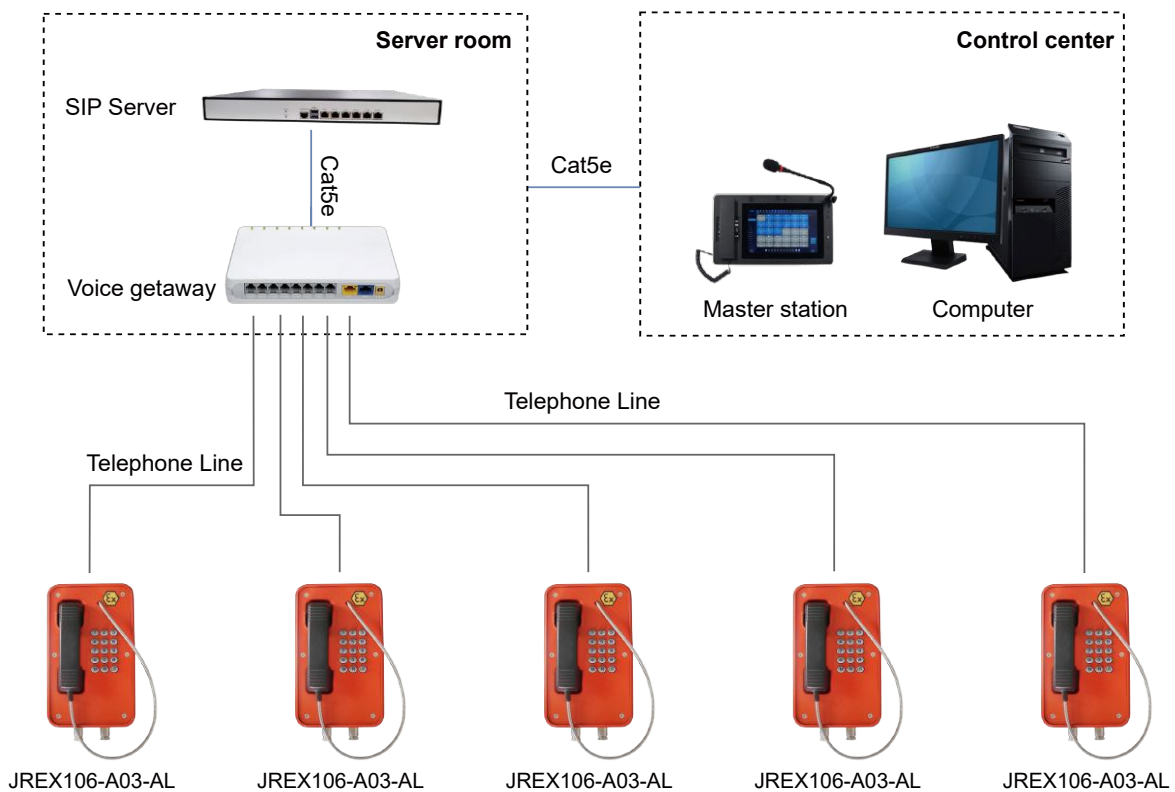 Server room
Control center
SIP Server
Cat5e
Cat5e
Voice getaway
Master station
Computer
Telephone Line
Telephone Line
JREX106-A03-AL
JREX106-A03-AL
JREX106-A03-AL
JREX106-A03-AL
JREX106-A03-AL